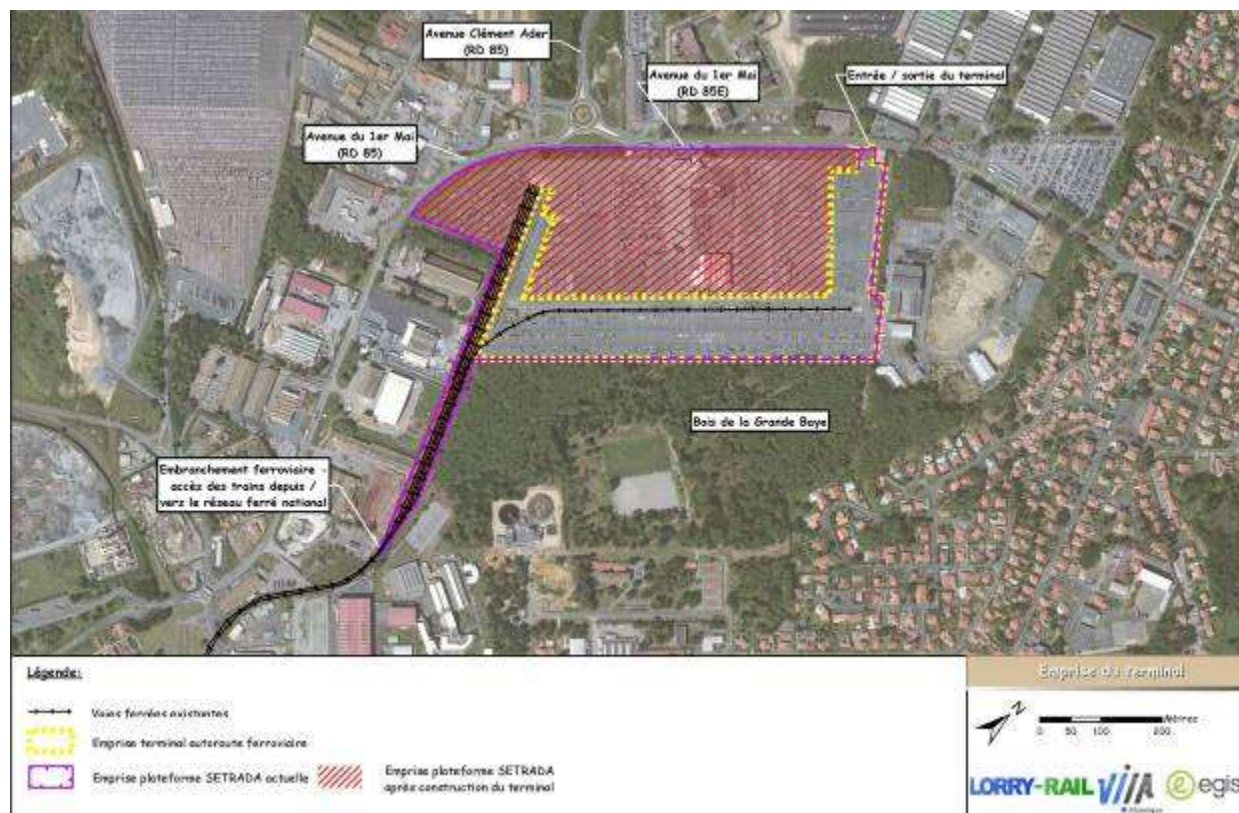 Avenue Clément Ader
(RD 85)
Avenue du 1er Mai
(RD 85E)
Entrée / sortie du terminal
Avenue du 1er Mai
(RD 85)
Bois de la Grande Baye
Embranchement ferroviaire -
accès des trains depuis /
vers le réseau ferré national
Légende:
Voies ferrées existantes
Emprise terminal autoroute ferroviaire
Emprise plateforme SETRADA actuelle
Emprise plateforme SETRADA
après construction du terminal
Emprise du terminal
N
Mètres
0 50 100 200
LORRY-RAIL
VIIA
Atlantique
egis